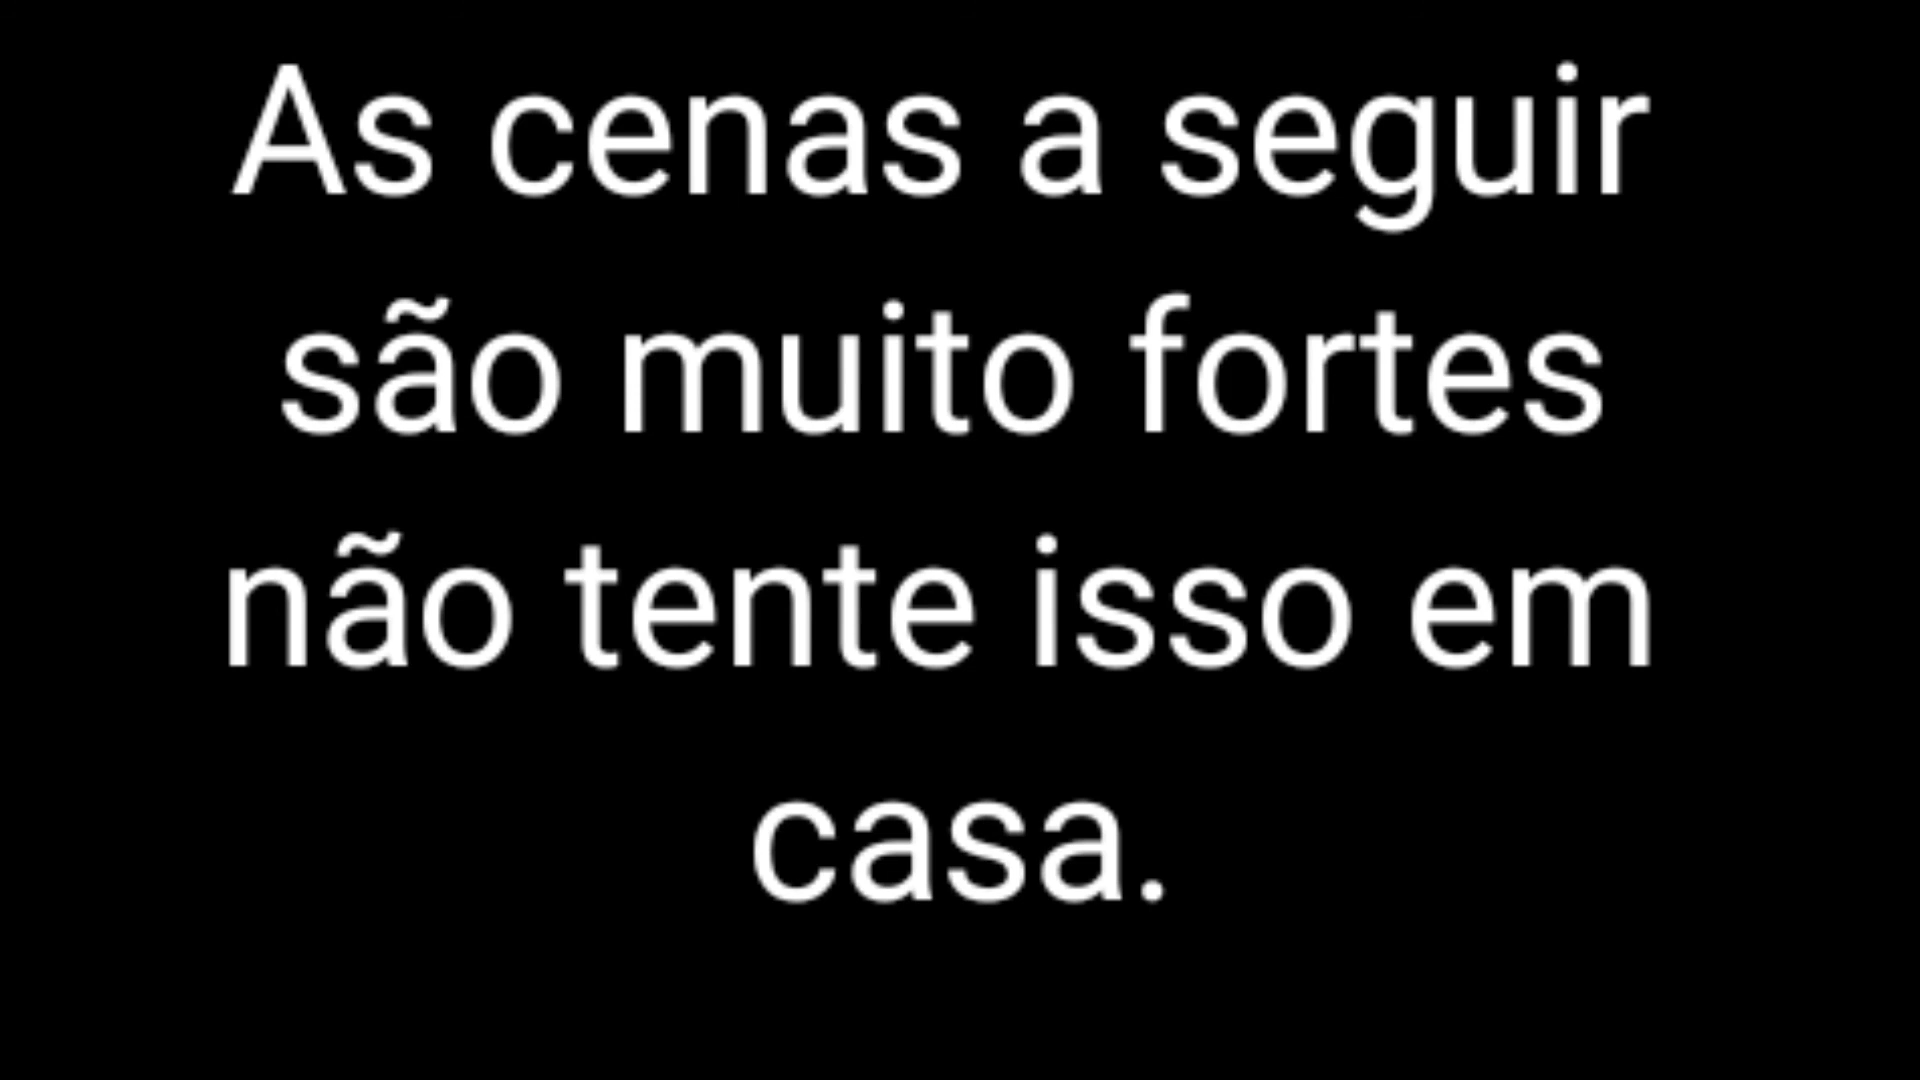 As cenas a seguir
são muito fortes
não tente isso em
casa.